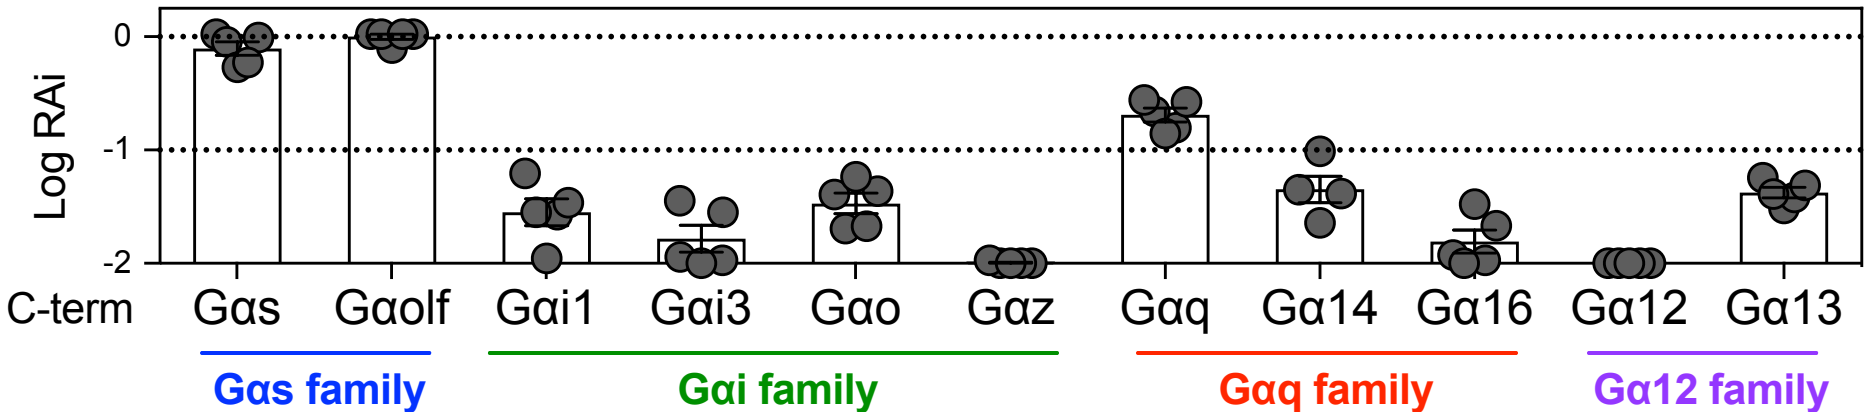 Log RAi
0
-1
-2
C-term Gαs Gαolf Gαi1 Gαi3 Gαo Gαz Gαq Gα14 Gα16 Gα12 Gα13
Gαs family Gαi family Gαq family Gα12 family